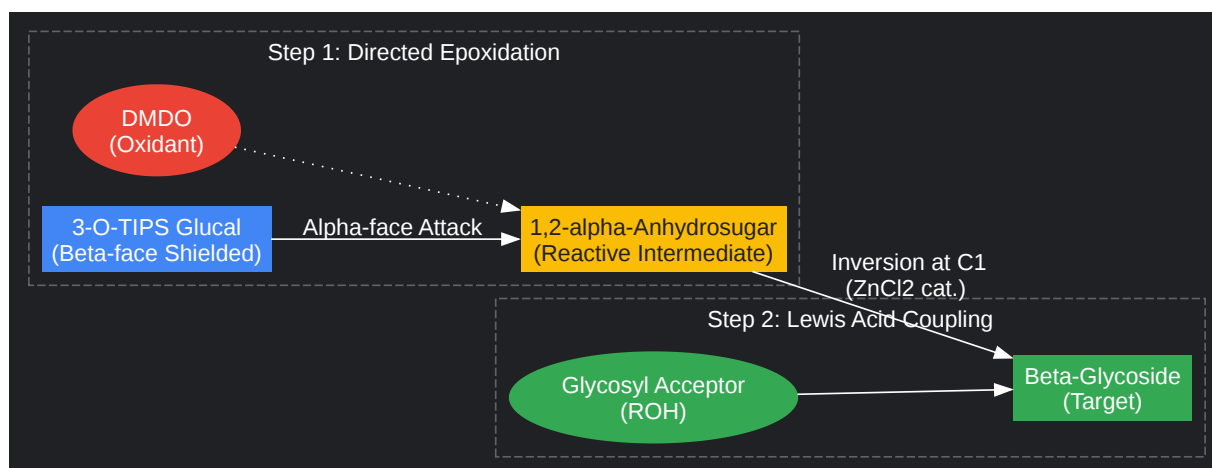 Step 1: Directed Epoxidation
DMDO
(Oxidant)
3-O-TIPS Glucal
(Beta-face Shielded)
Alpha-face Attack
1,2-alpha-Anhydrosugar
(Reactive Intermediate)
Inversion at C1
(ZnCl2 cat.)
Step 2: Lewis Acid Coupling
Glycosyl Acceptor
(ROH)
Beta-Glycoside
(Target)